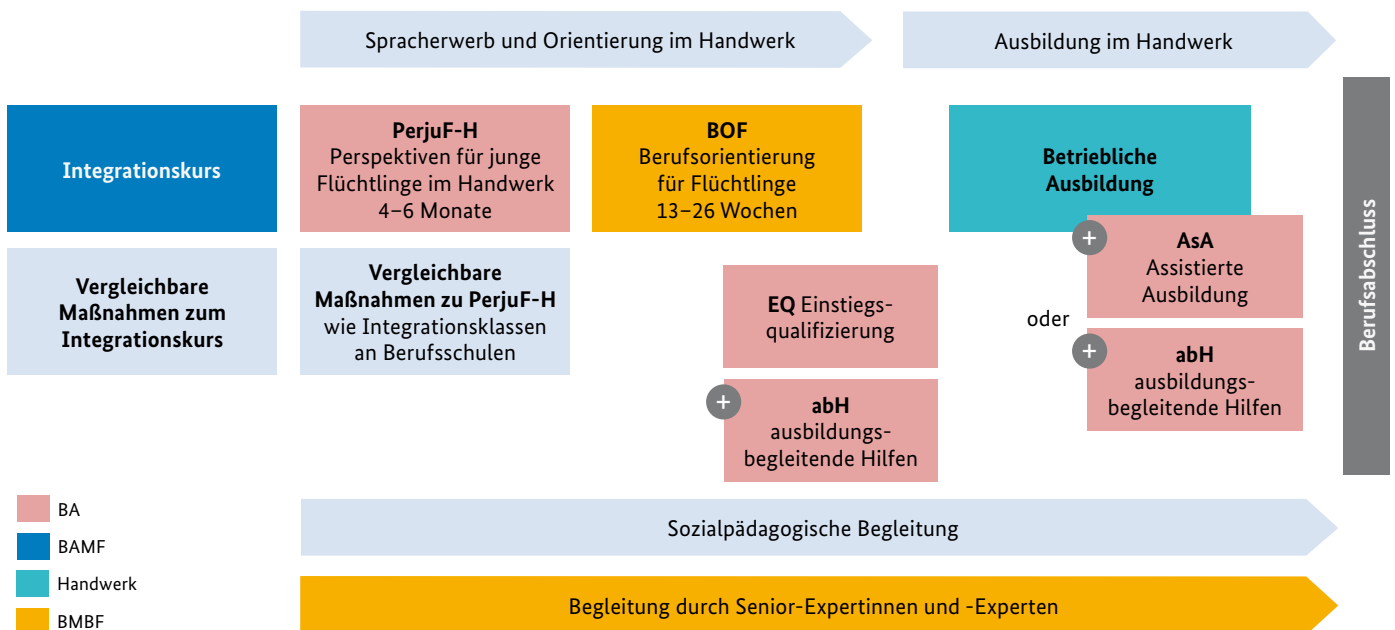 Spracherwerb und Orientierung im Handwerk
Ausbildung im Handwerk
Integrationskurs
PerjuF-H
Perspektiven für junge
Flüchtlinge im Handwerk
4–6 Monate
BOF
Berufsorientierung
für Flüchtlinge
13–26 Wochen
Betriebliche
Ausbildung
Vergleichbare
Maßnahmen zum
Integrationskurs
Vergleichbare
Maßnahmen zu PerjuF-H
wie Integrationsklassen
an Berufsschulen
EQ Einstiegs-
qualifizierung
+
abH
ausbildungs-
begleitende Hilfen
+
AsA
Assistierte
Ausbildung
oder
+
abH
ausbildungs-
begleitende Hilfen
Berufsabschluss
BA
BAMF
Handwerk
BMBF
Sozialpädagogische Begleitung
Begleitung durch Senior-Expertinnen und -Experten